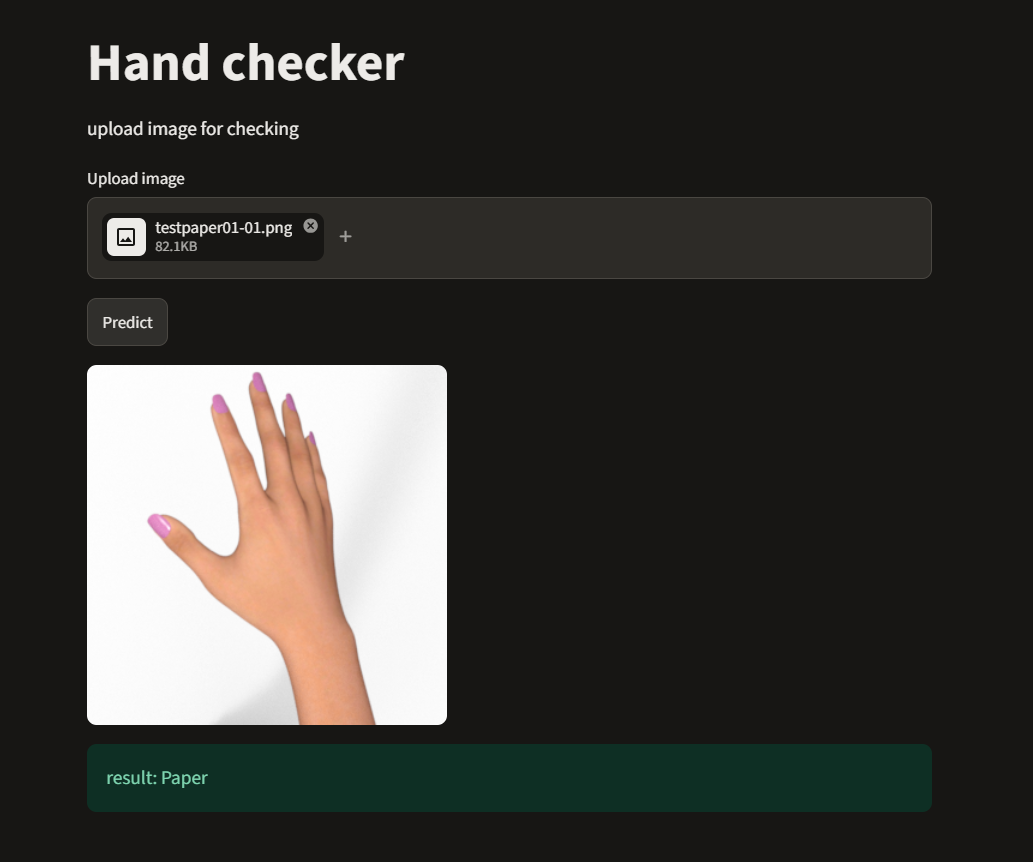 Hand checker
upload image for checking
Upload image
testpaper01-01.png
82.1KB
Predict
result: Paper